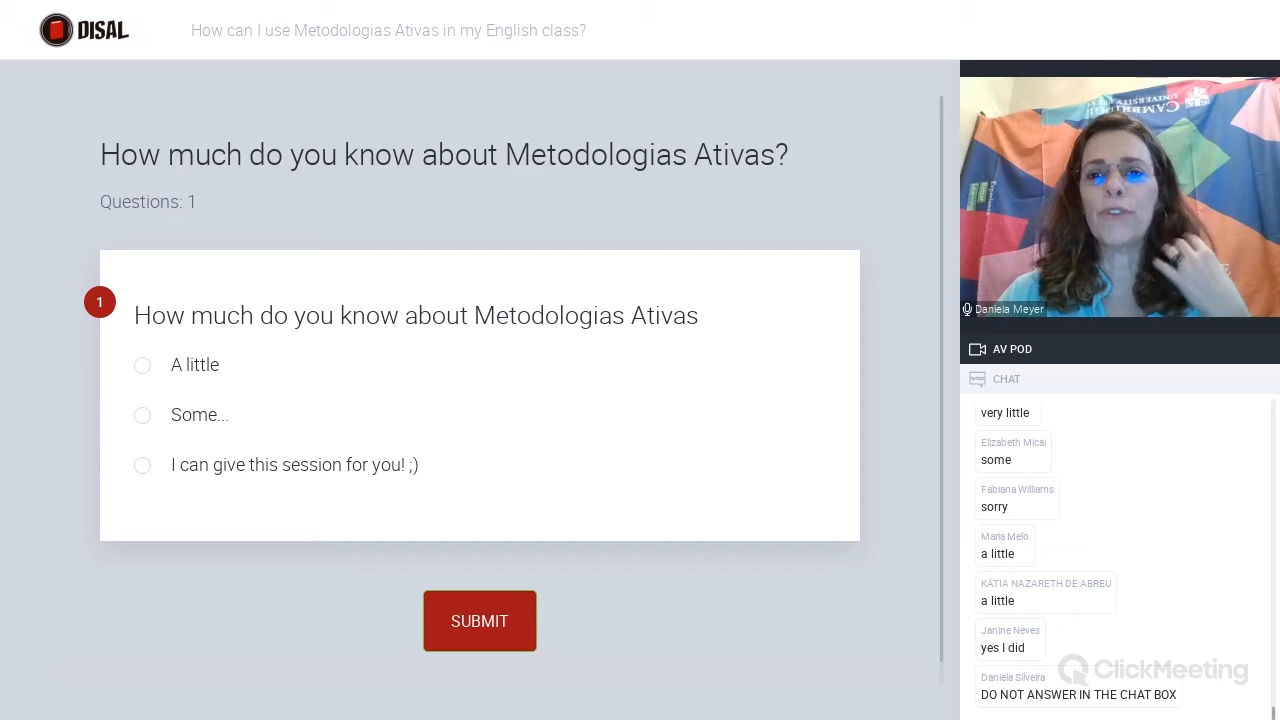 DISAL
How can I use Metodologias Ativas in my English class?
How much do you know about Metodologias Ativas?
Questions: 1
1
How much do you know about Metodologias Ativas
A little
Some...
I can give this session for you! ;)
SUBMIT
CAMBRIDGE
UNIVERSITY
Daniela Meyer
AV POD
CHAT
very little
Elizabeth Micai
some
Fabiana Williams
sorry
Maria Melo
a little
KÁTIA NAZARETH DE ABREU
a little
Janine Neves
yes I did
Daniela Silveira
DO NOT ANSWER IN THE CHAT BOX
ClickMeeting